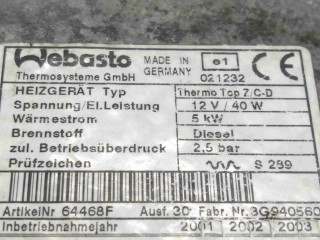 Webasto MADE IN GERMANY e1 CE
Thermosysteme GmbH 021232
HEIZGERÄT Typ Thermo Top Z/C-D
Spannung/El.Leistung 12 V / 40 W
Wärmestrom 5 kW
Brennstoff Diesel
zul. Betriebsüberdruck 2,5 bar
Prüfzeichen S 239
ArtikelNr 64468F Ausf. 30 Fabr. Nr. 3G940560
Inbetriebnahmejahr 2001 2002 2003